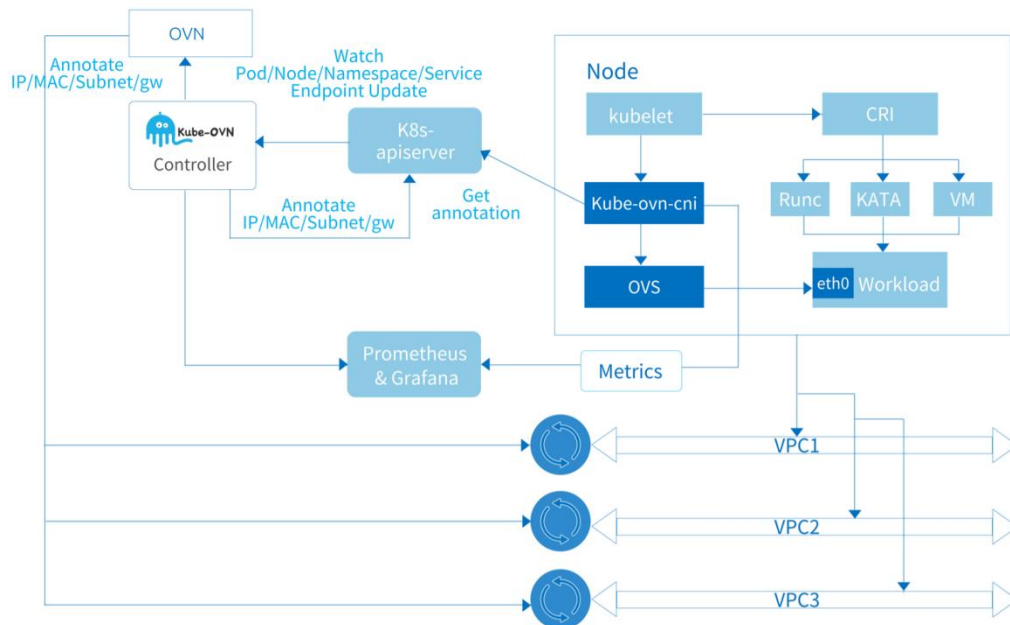 OVN
Annotate
IP/MAC/Subnet/gw
Watch
Pod/Node/Namespace/Service
Endpoint Update
Kube-OVN
Controller
K8s-
apiserver
Annotate
IP/MAC/Subnet/gw
Get
annotation
Node
kubelet
CRI
Kube-ovn-cni
Runc
KATA
VM
OVS
eth0
Workload
Prometheus
& Grafana
Metrics
VPC1
VPC2
VPC3